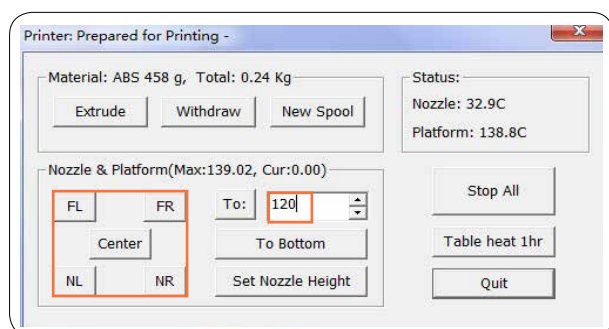 Printer: Prepared for Printing -
Material: ABS 458 g, Total: 0.24 Kg
Extrude
Withdraw
New Spool
Status:
Nozzle: 32.9C
Platform: 138.8C
Nozzle & Platform(Max:139.02, Cur:0.00)
FL
FR
Center
NL
NR
To:
120
To Bottom
Set Nozzle Height
Stop All
Table heat 1hr
Quit